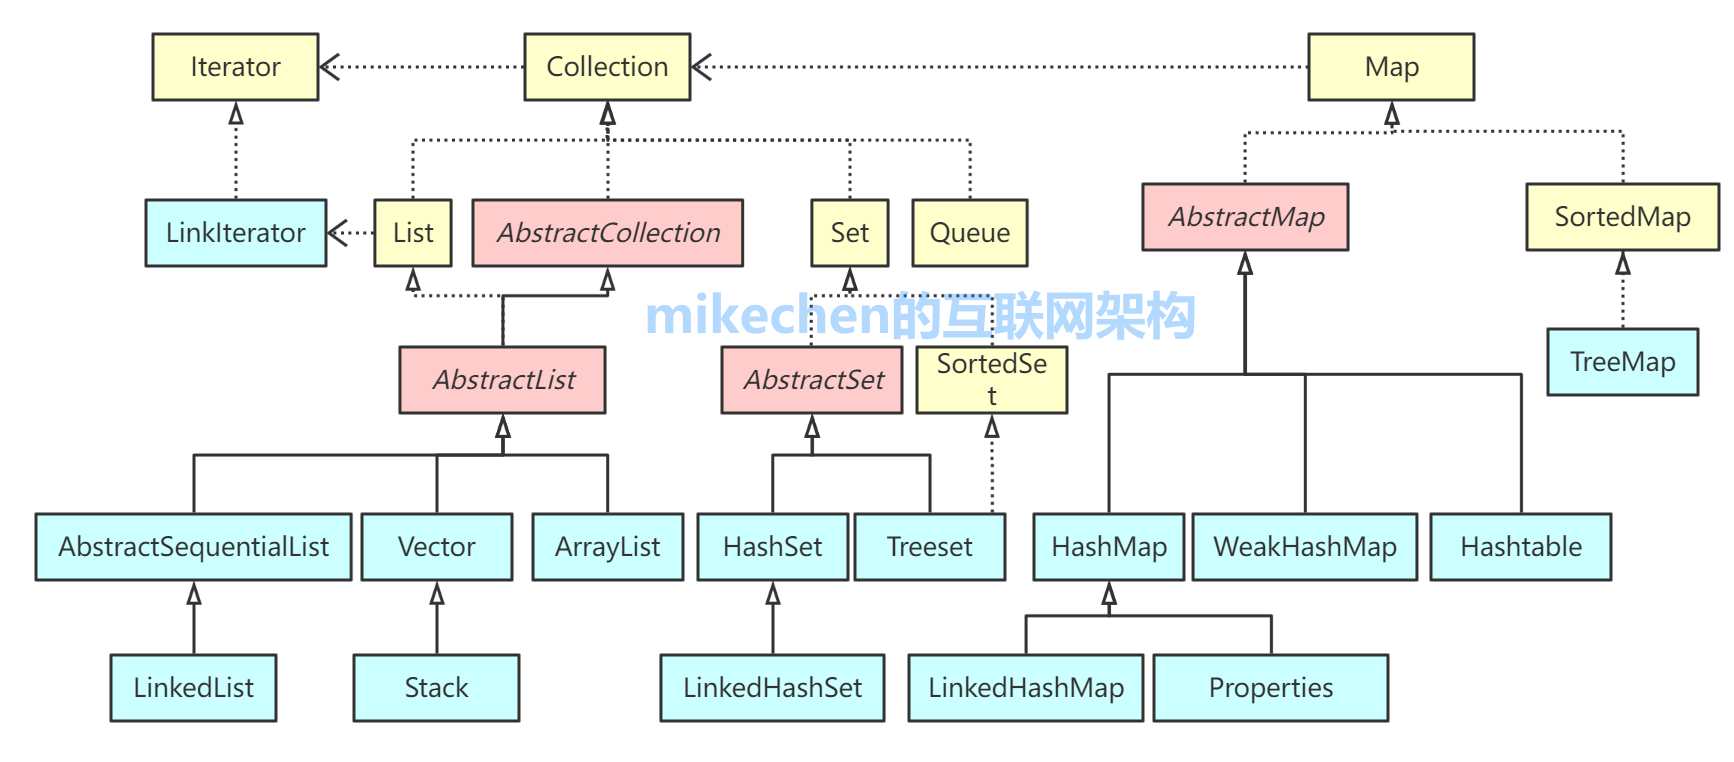 Iterator
Collection
Map
LinkIterator
List
AbstractCollection
Set
Queue
AbstractMap
SortedMap
mikechen的互联网架构
AbstractList
AbstractSet
SortedSe
t
TreeMap
AbstractSequentialList
Vector
ArrayList
HashSet
Treeset
HashMap
WeakHashMap
Hashtable
LinkedList
Stack
LinkedHashSet
LinkedHashMap
Properties